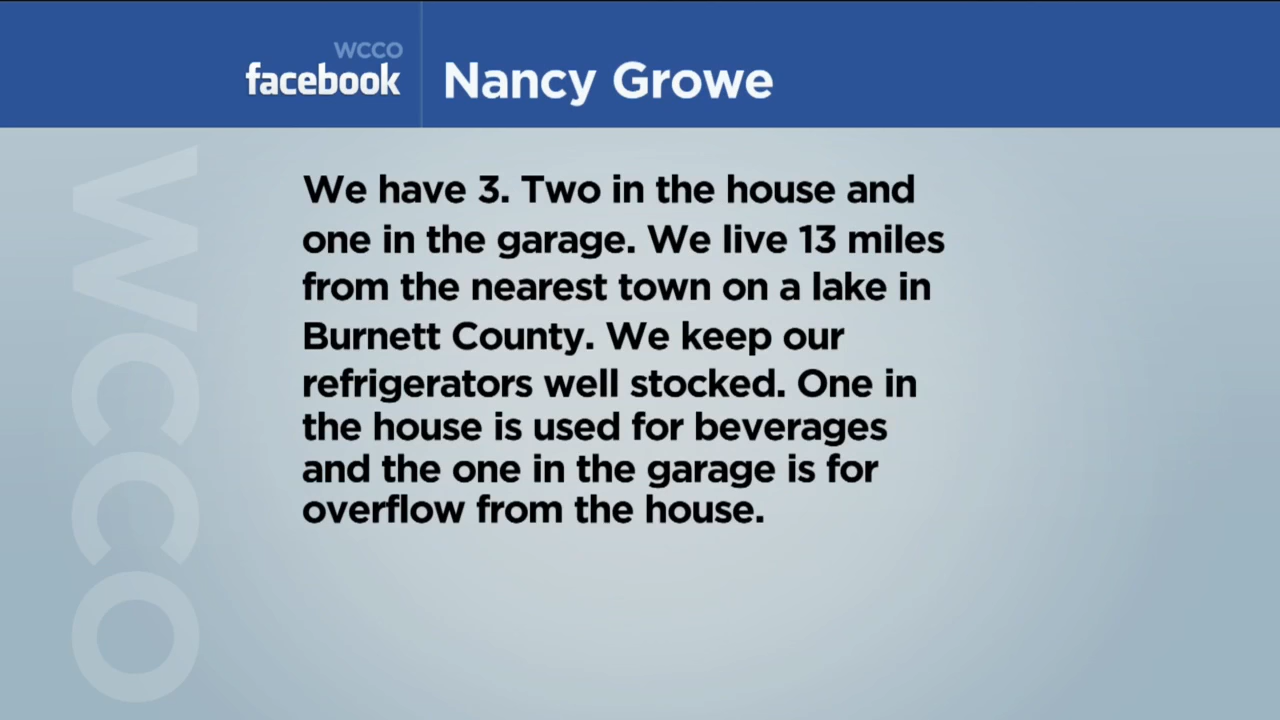 WCCO
facebook
Nancy Growe
WCCO
We have 3. Two in the house and
one in the garage. We live 13 miles
from the nearest town on a lake in
Burnett County. We keep our
refrigerators well stocked. One in
the house is used for beverages
and the one in the garage is for
overflow from the house.